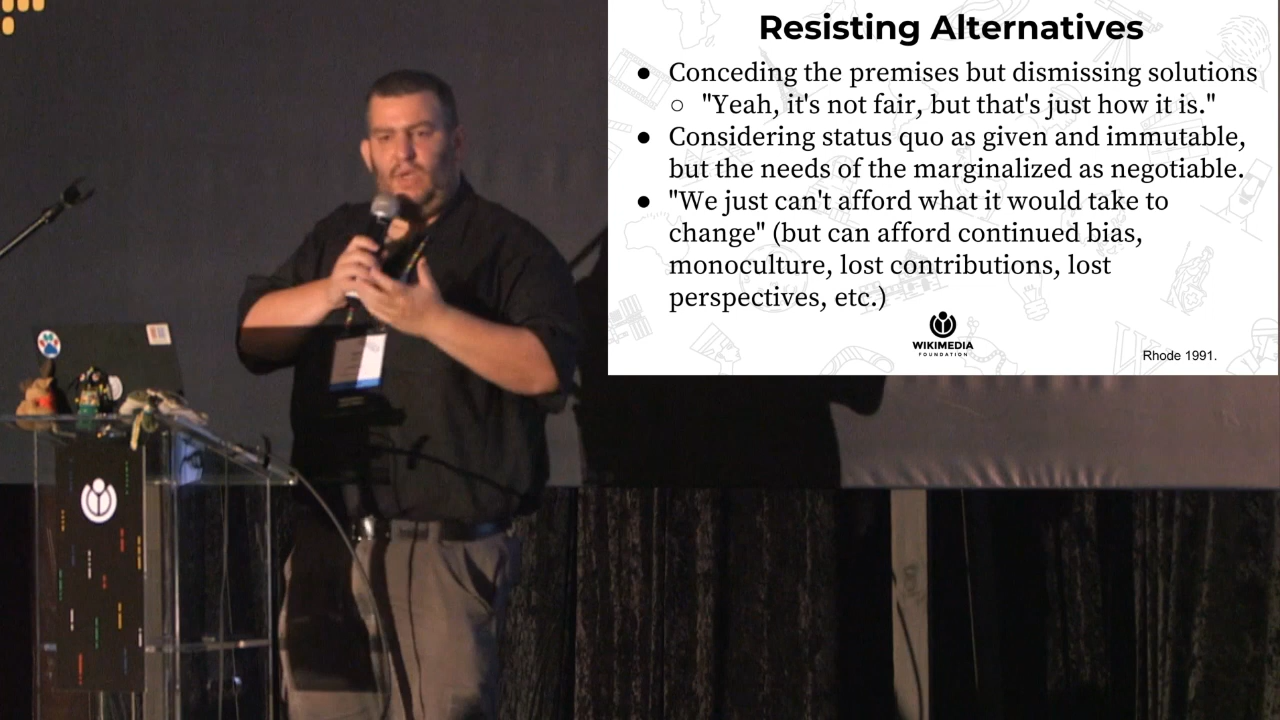 Resisting Alternatives
● Conceding the premises but dismissing solutions
○ "Yeah, it's not fair, but that's just how it is."
● Considering status quo as given and immutable,
but the needs of the marginalized as negotiable.
● "We just can't afford what it would take to
change" (but can afford continued bias,
monoculture, lost contributions, lost
perspectives, etc.)
WIKIMEDIA
FOUNDATION
Rhode 1991.